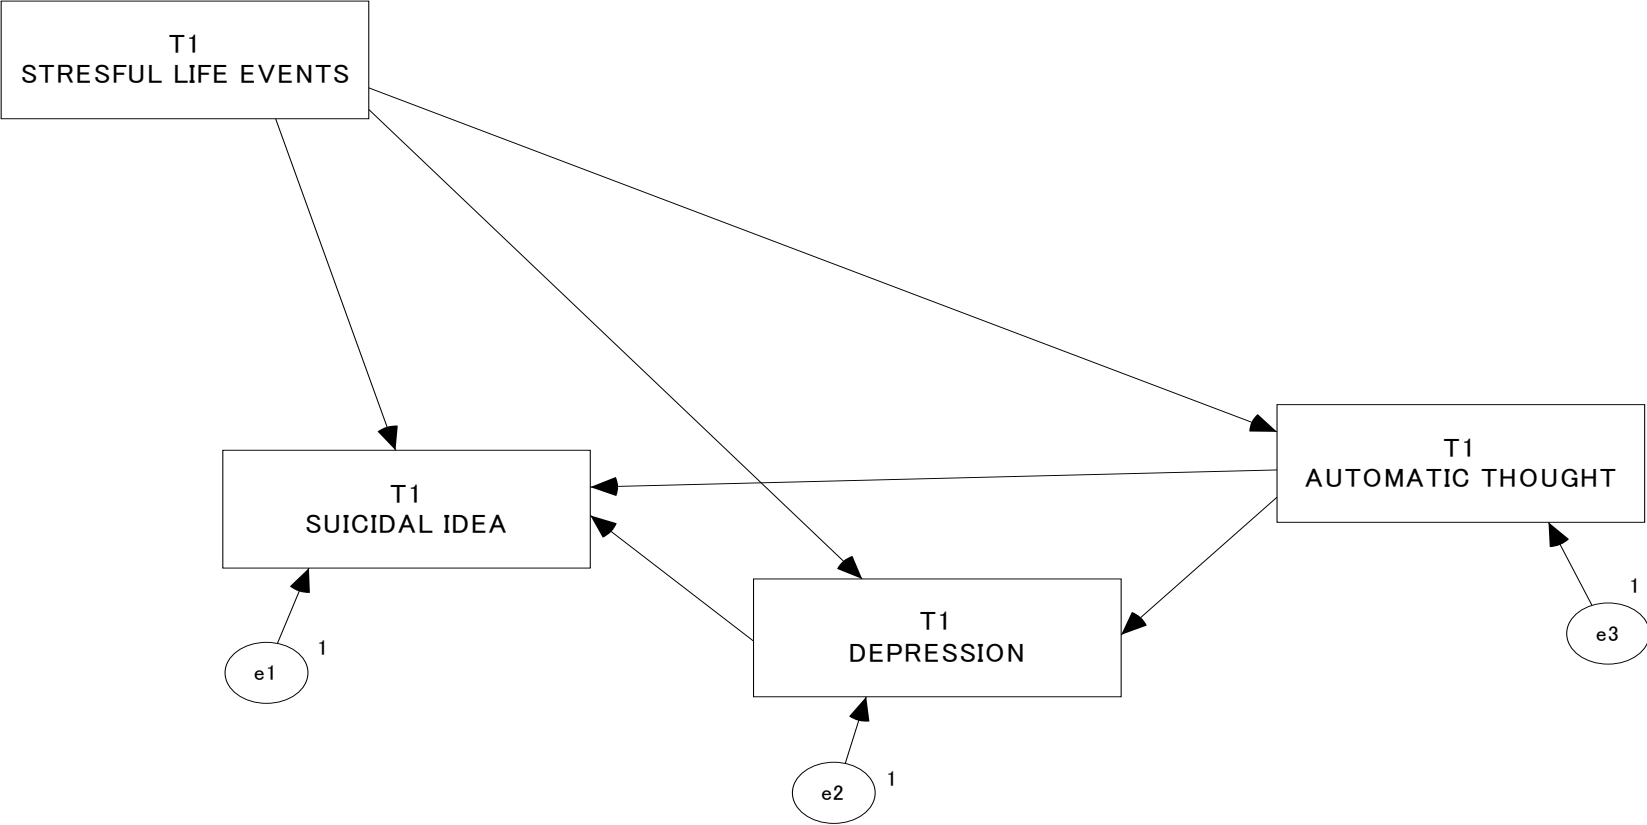 T1
STRESFUL LIFE EVENTS
T1
AUTOMATIC THOUGHT
T1
SUICIDAL IDEA
T1
DEPRESSION
1
e3
1
e1
1
e2